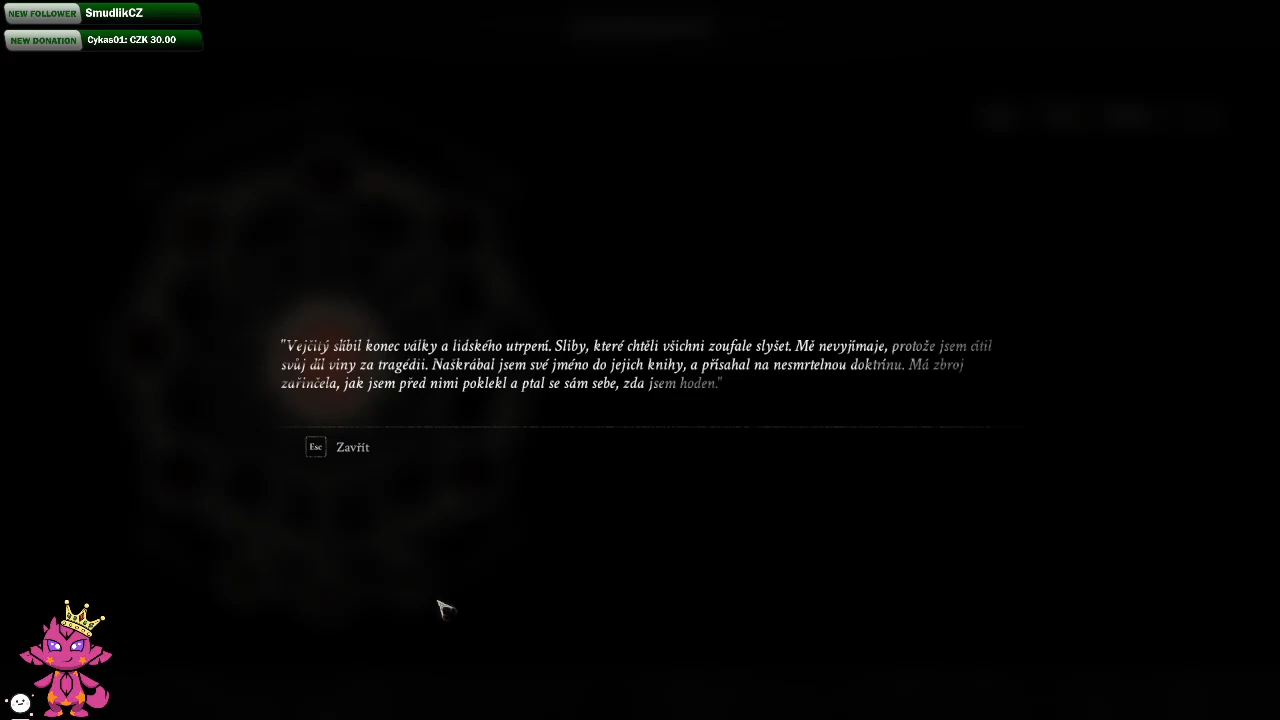 NEW FOLLOWER SmudlikCZ
NEW DONATION Cykas01: CZK 30.00
"Vejčitý slíbil konec války a lidského utrpení. Sliby, které chtěli všichni zoufale slyšet. Mě nevyjímaje, protože jsem cítil
svůj díl viny za tragédii. Naškrábal jsem své jméno do jejich knihy, a přísahal na nesmrtelnou doktrínu. Má zbroj
zařinčela, jak jsem před nimi poklekl a ptal se sám sebe, zda jsem hoden."
Esc Zavřít